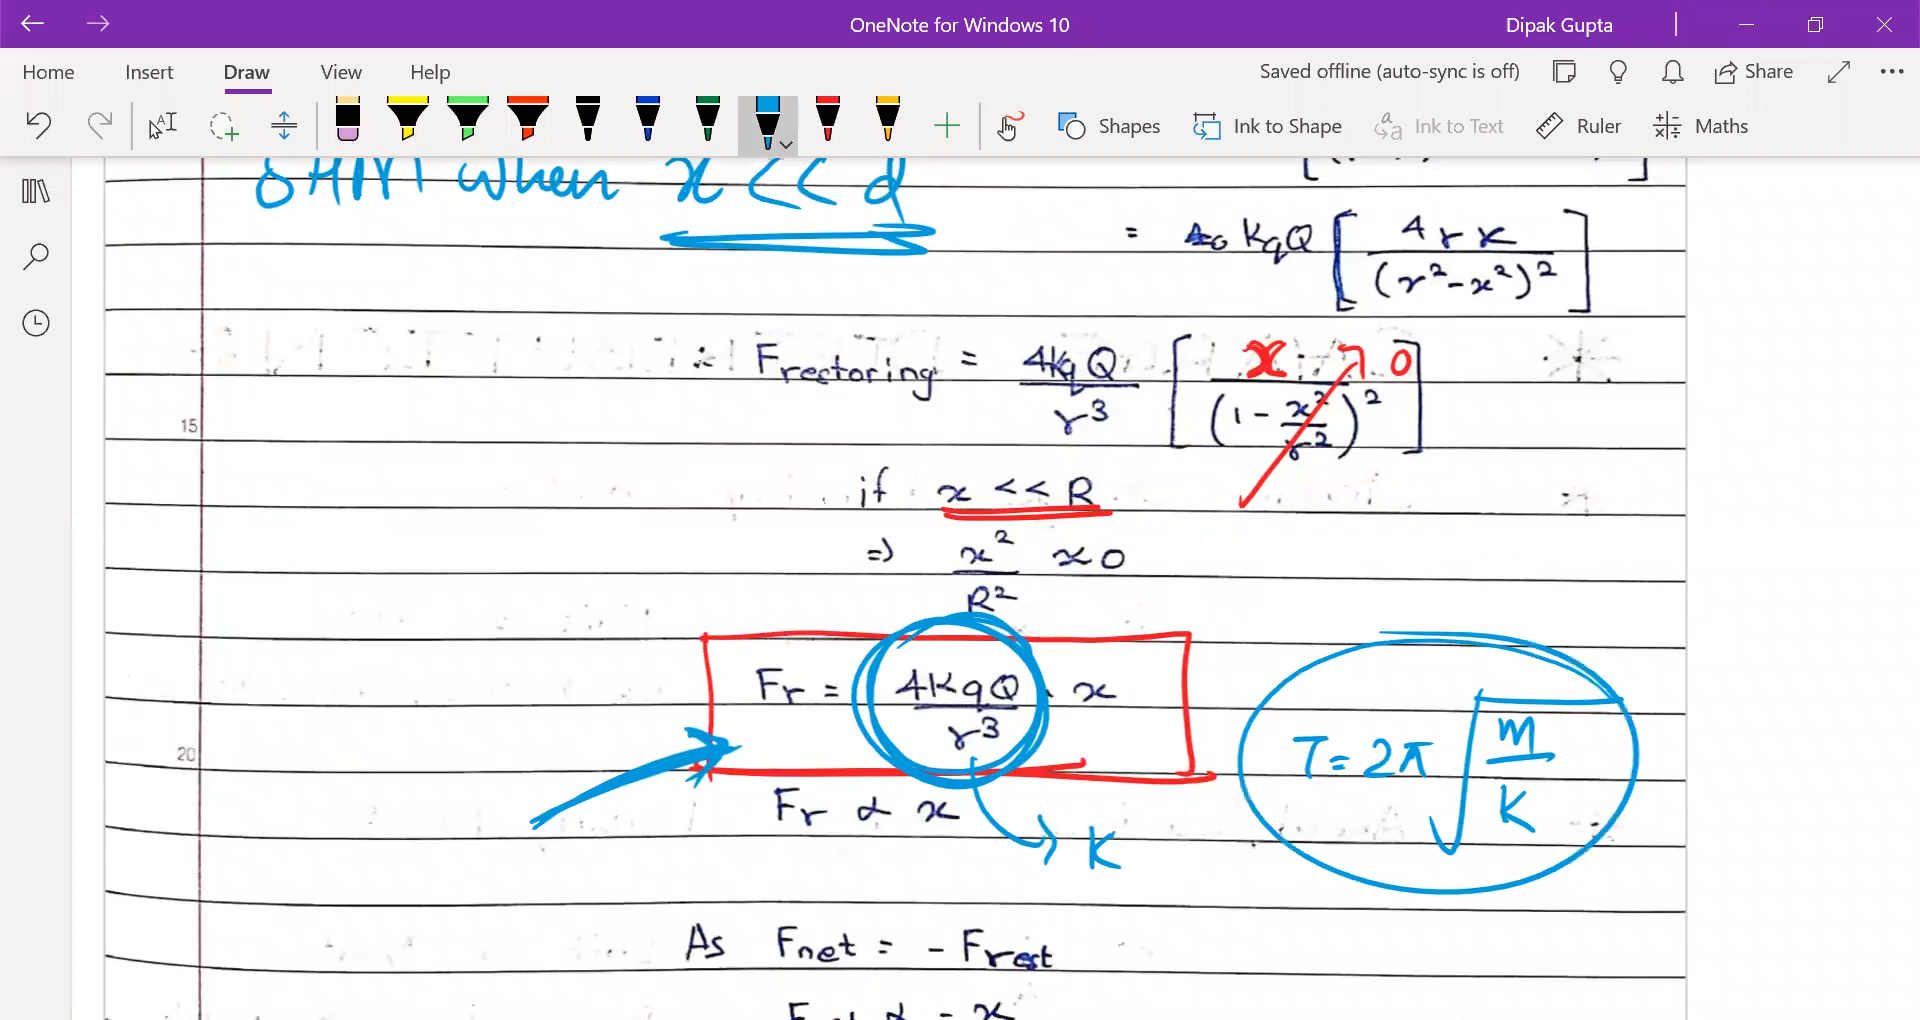 OneNote for Windows 10
Dipak Gupta
Home Insert Draw View Help
Saved offline (auto-sync is off) Share
Shapes Ink to Shape Ink to Text Ruler Maths
SHM when x << d
= KqQ [ 4rx / (r²-x²)² ]
∴ Frestoring = 4KqQ / r³ [ x / (1 - x²/r²)² ] 0
15
if x << R
=) x² / R² ≈ 0
Fr = 4KqQ / r³ . x
T = 2π √ m / K
20
Fr α x
K
As Fnet = - Frest
α - x